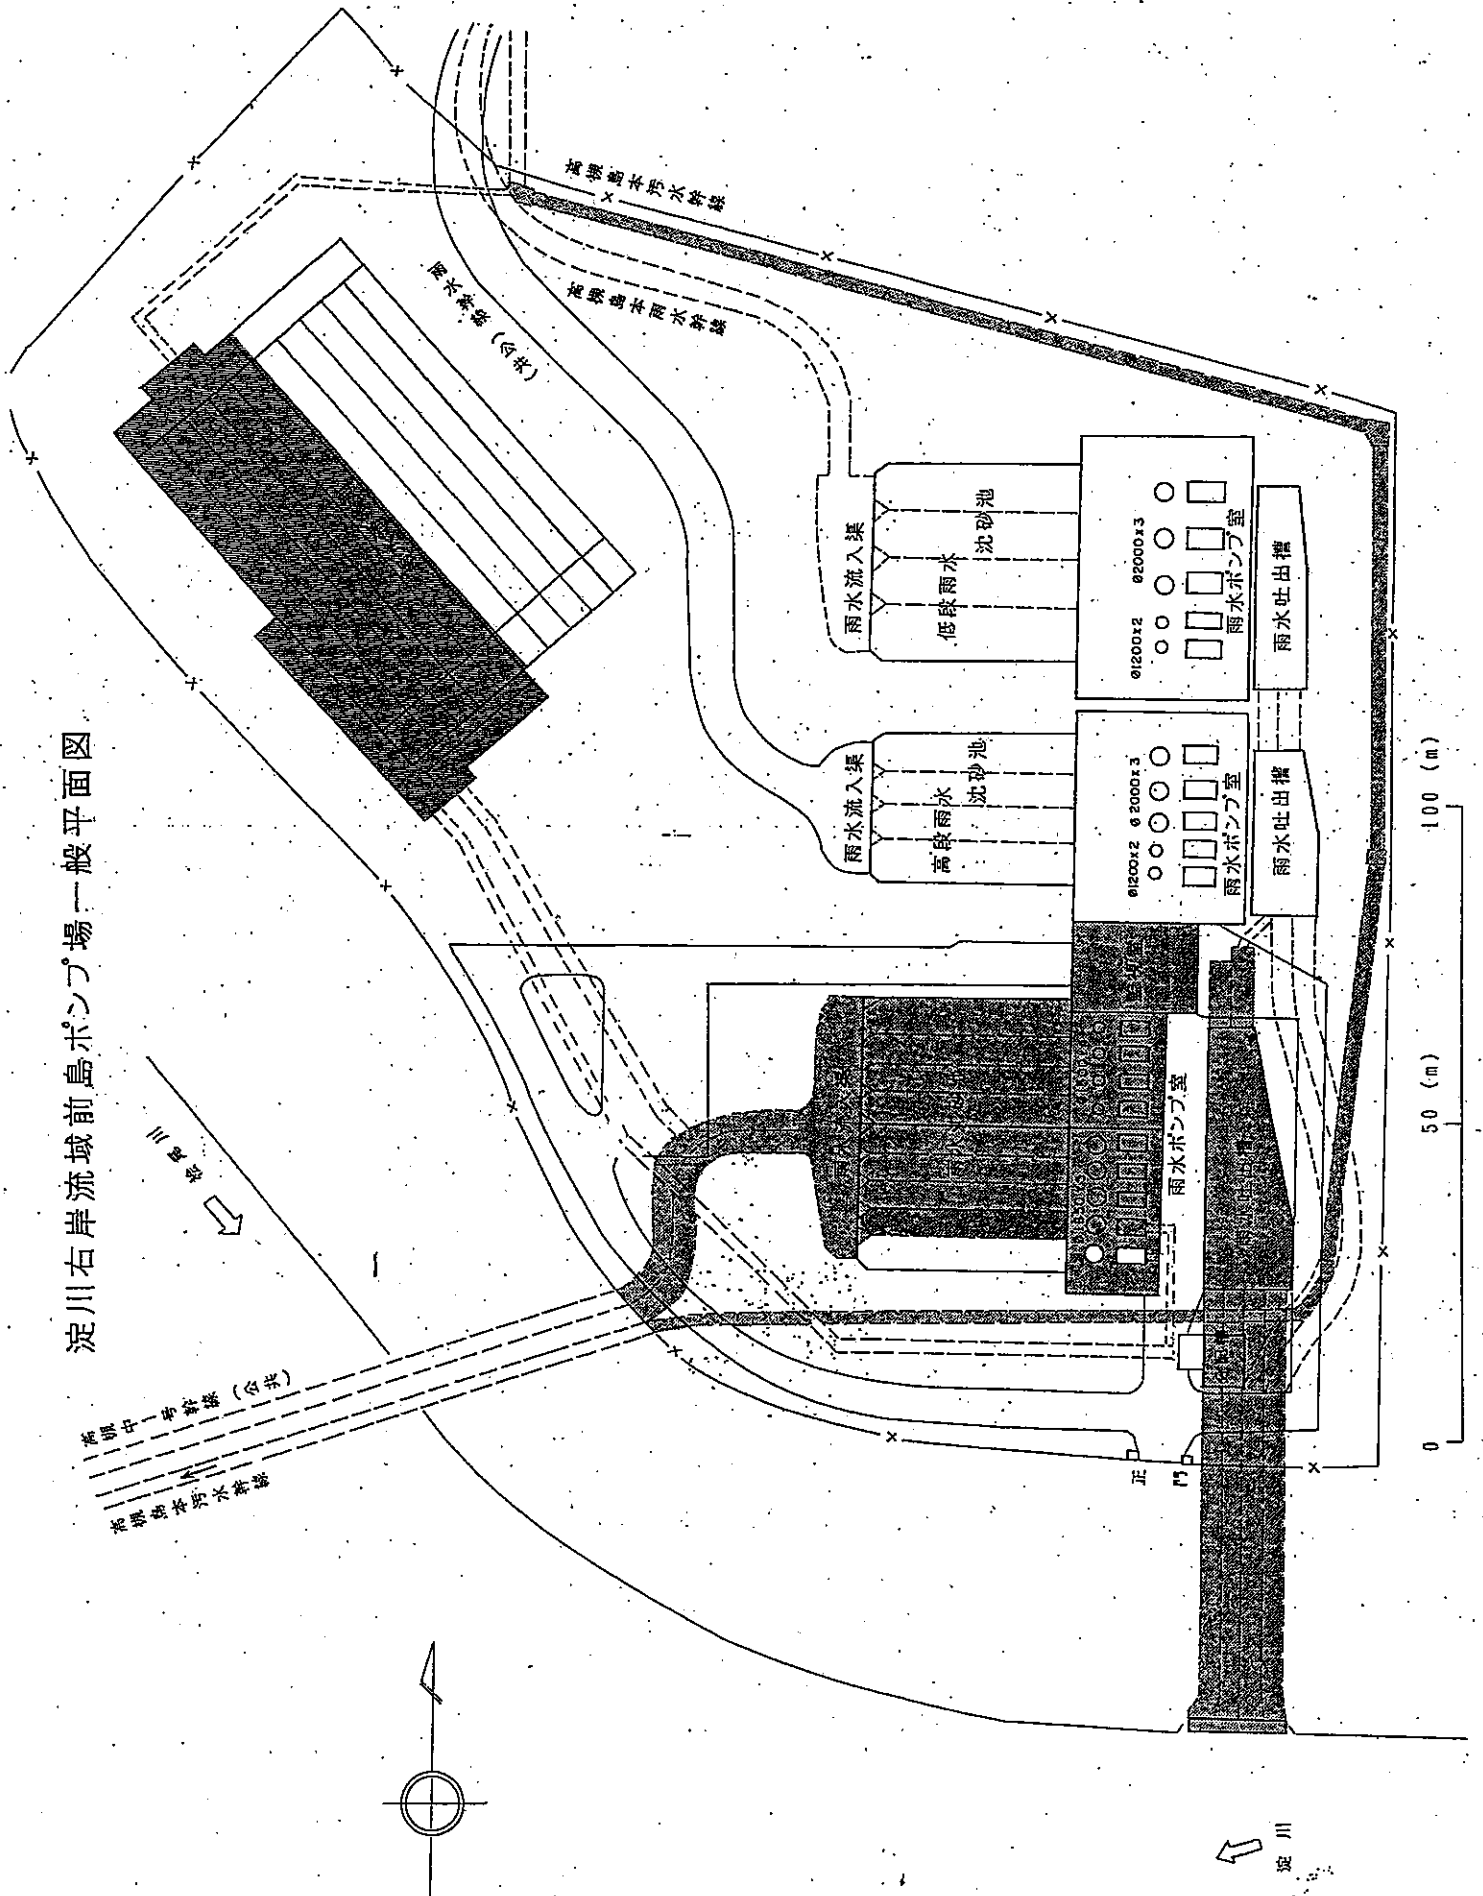 淀川右岸流域前島ポンプ場一般平面図
桧尾川
高槻中一号幹線（公共）
高槻島本汚水幹線
高槻島本汚水幹線
雨水幹線（公共）
高槻島本雨水幹線
雨水流入渠
低段雨水
沈砂池
Ø1200x2
Ø2000x3
雨水ポンプ室
雨水吐出槽
雨水流入渠
高段雨水
沈砂池
Ø1200x2
Ø2000x3
雨水ポンプ室
雨水吐出槽
雨水ポンプ室
正
門
0
50 (m)
100 (m)
淀川